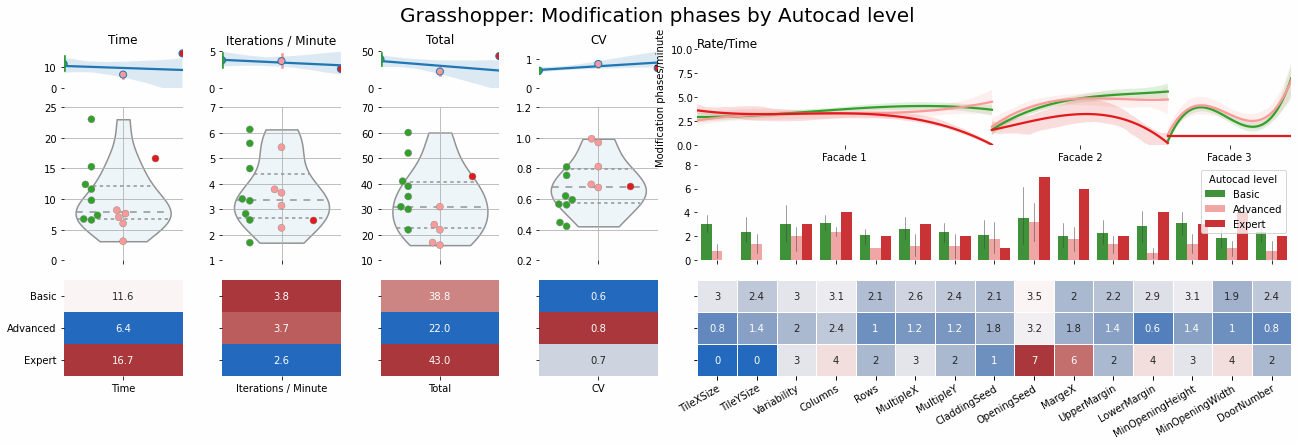 Grasshopper: Modification phases by Autocad level
Time
Iterations / Minute
Total
CV
Rate/Time
Modification phases/minute
10
0
5
0
50
0
1
0
10.0
7.5
5.0
2.5
0.0
Facade 1
Facade 2
Facade 3
25
20
15
10
5
0
7
6
5
4
3
2
1
70
60
50
40
30
20
10
1.2
1.0
0.8
0.6
0.4
0.2
8
6
4
2
0
Autocad level
Basic
Advanced
Expert
Basic 11.6 3.8 38.8 0.6 3 2.4 3 3.1 2.1 2.6 2.4 2.1 3.5 2 2.2 2.9 3.1 1.9 2.4
Advanced 6.4 3.7 22.0 0.8 0.8 1.4 2 2.4 1 1.2 1.2 1.8 3.2 1.8 1.4 0.6 1.4 1 0.8
Expert 16.7 2.6 43.0 0.7 0 0 3 4 2 3 2 1 7 6 2 4 3 4 2
Time
Iterations / Minute
Total
CV
TileXSize
TileYSize
Variability
Columns
Rows
MultipleX
MultipleY
CladdingSeed
OpeningSeed
MargeX
UpperMargin
LowerMargin
MinOpeningHeight
MinOpeningWidth
DoorNumber